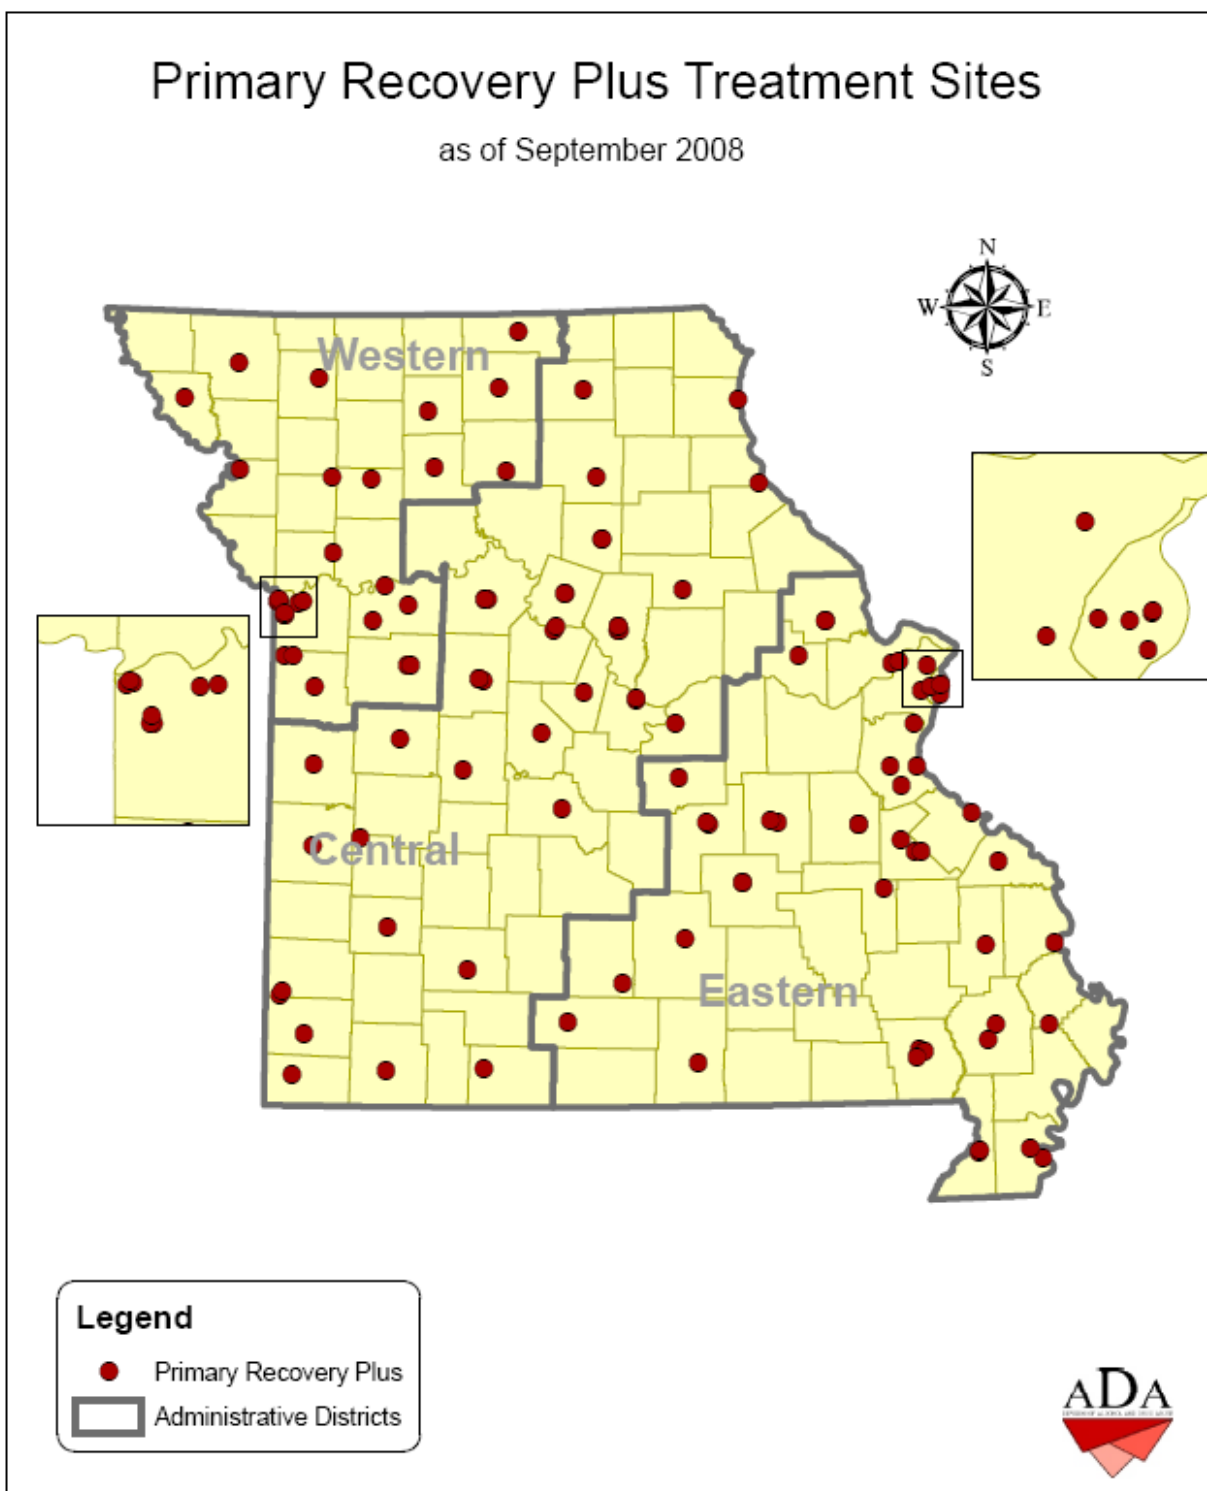 Primary Recovery Plus Treatment Sites
as of September 2008
N
W E
S
Western
Central
Eastern
Legend
Primary Recovery Plus
Administrative Districts
ADA